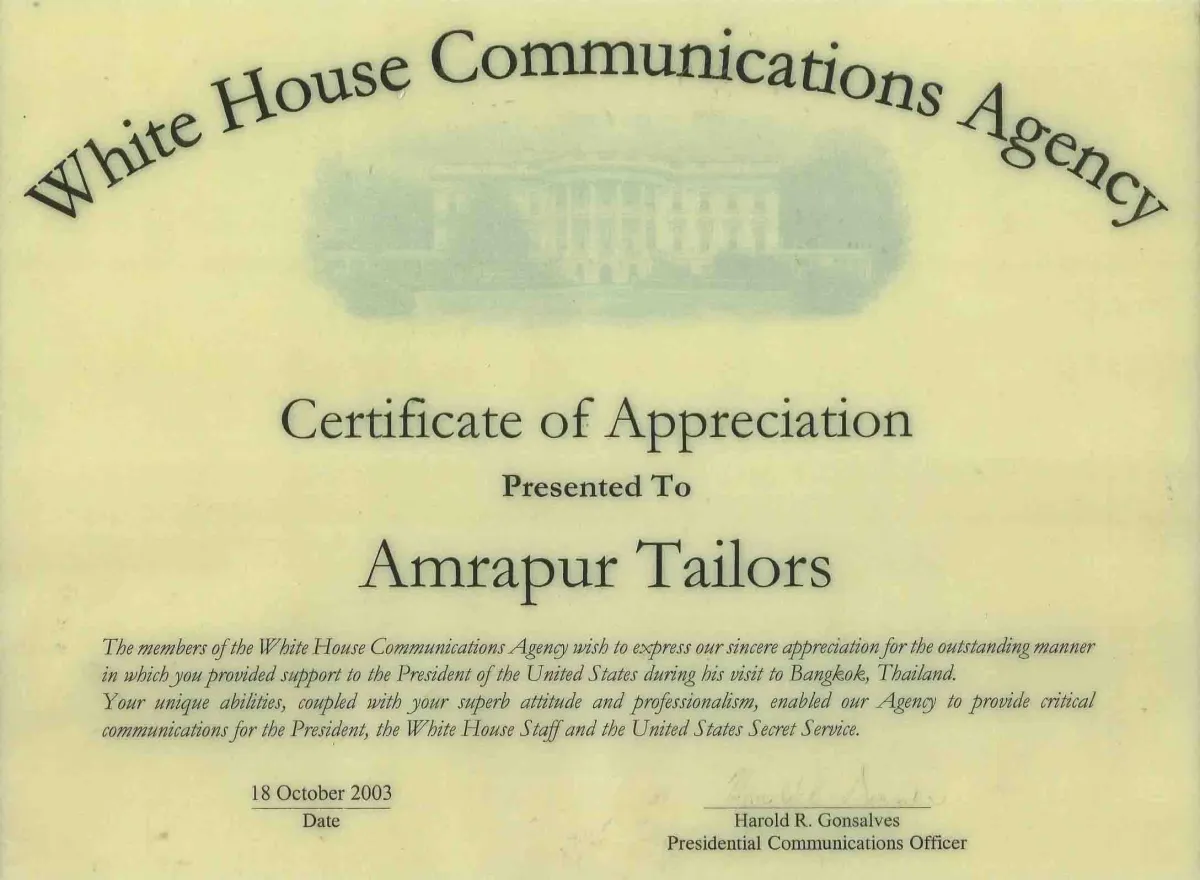 White House Communications Agency
Certificate of Appreciation
Presented To
Amrapur Tailors
The members of the White House Communications Agency wish to express our sincere appreciation for the outstanding manner
in which you provided support to the President of the United States during his visit to Bangkok, Thailand.
Your unique abilities, coupled with your superb attitude and professionalism, enabled our Agency to provide critical
communications for the President, the White House Staff and the United States Secret Service.
18 October 2003
Date
Harold R. Gonsalves
Presidential Communications Officer